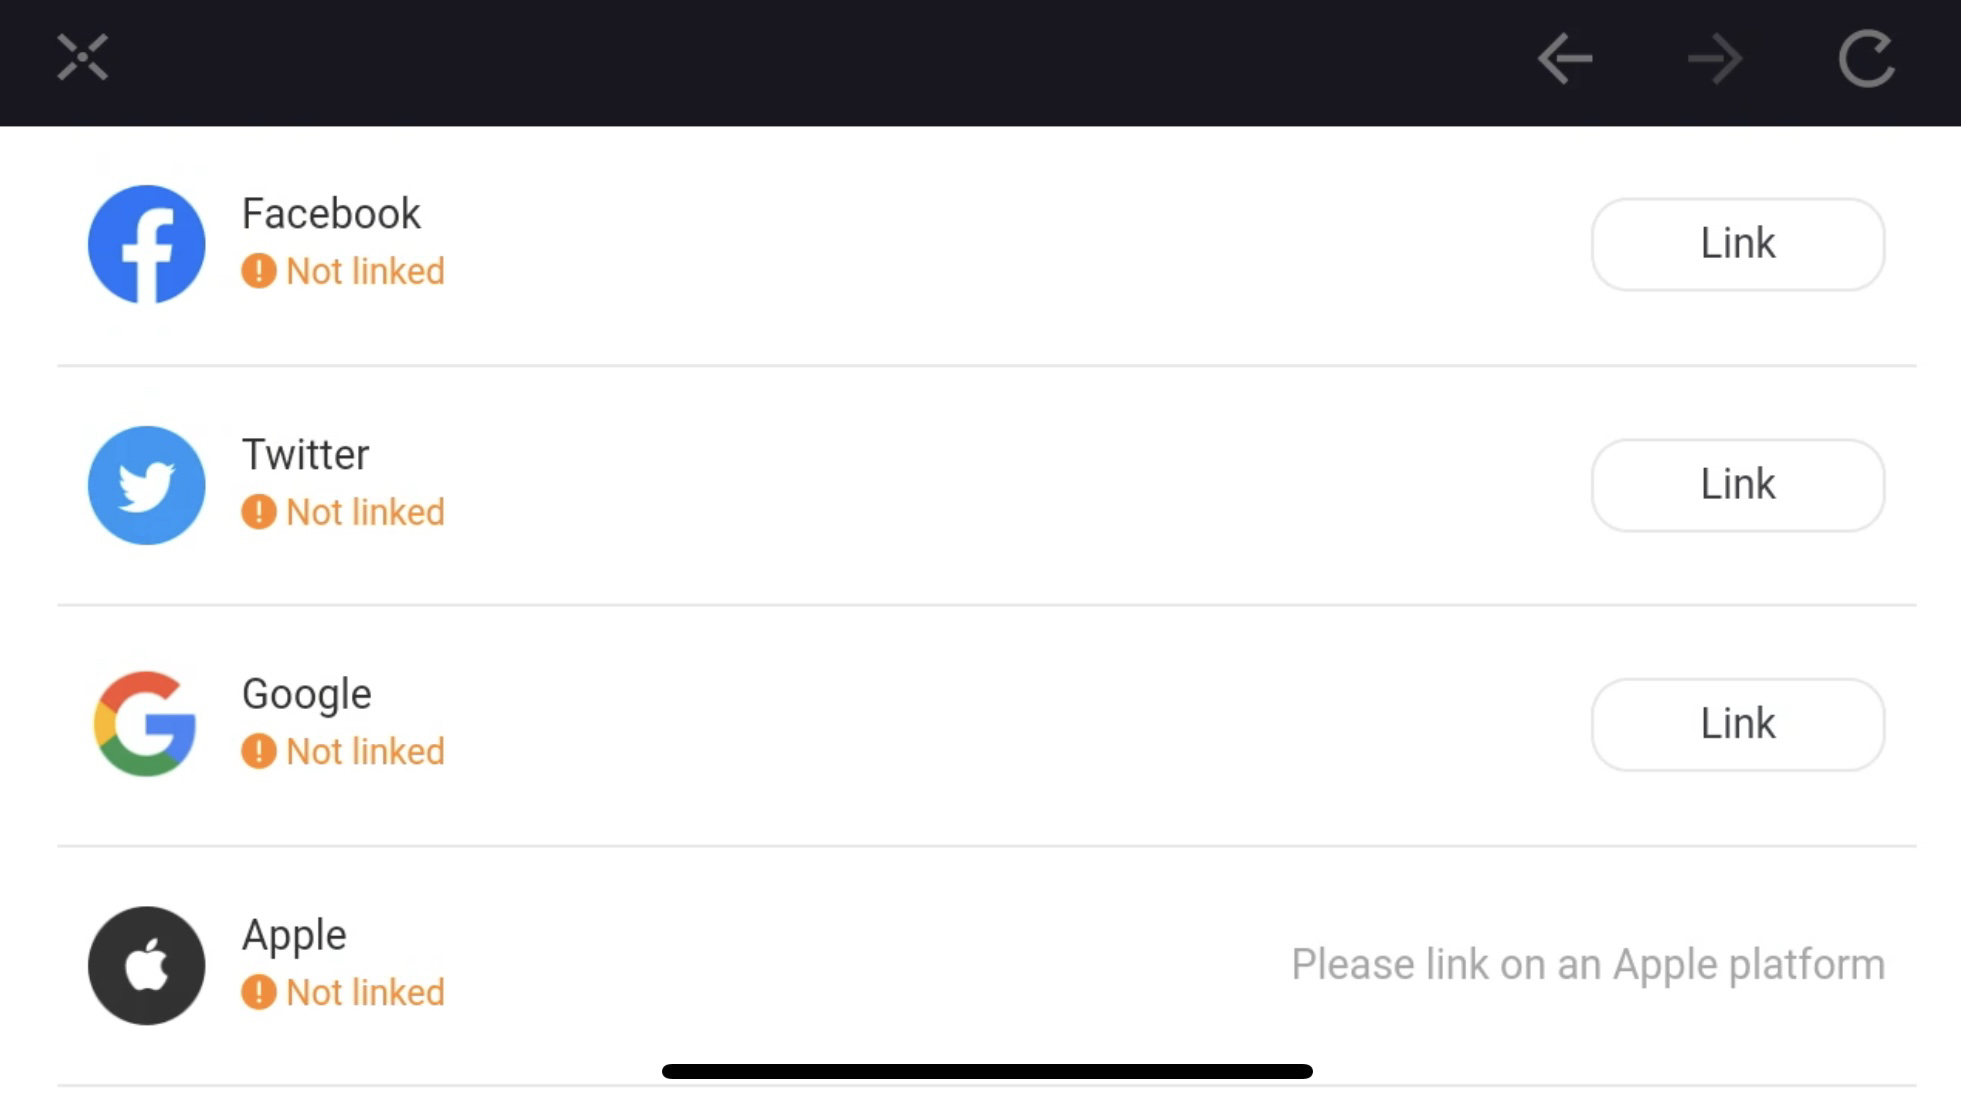 Facebook
Not linked
Link
Twitter
Not linked
Link
Google
Not linked
Link
Apple
Not linked
Please link on an Apple platform